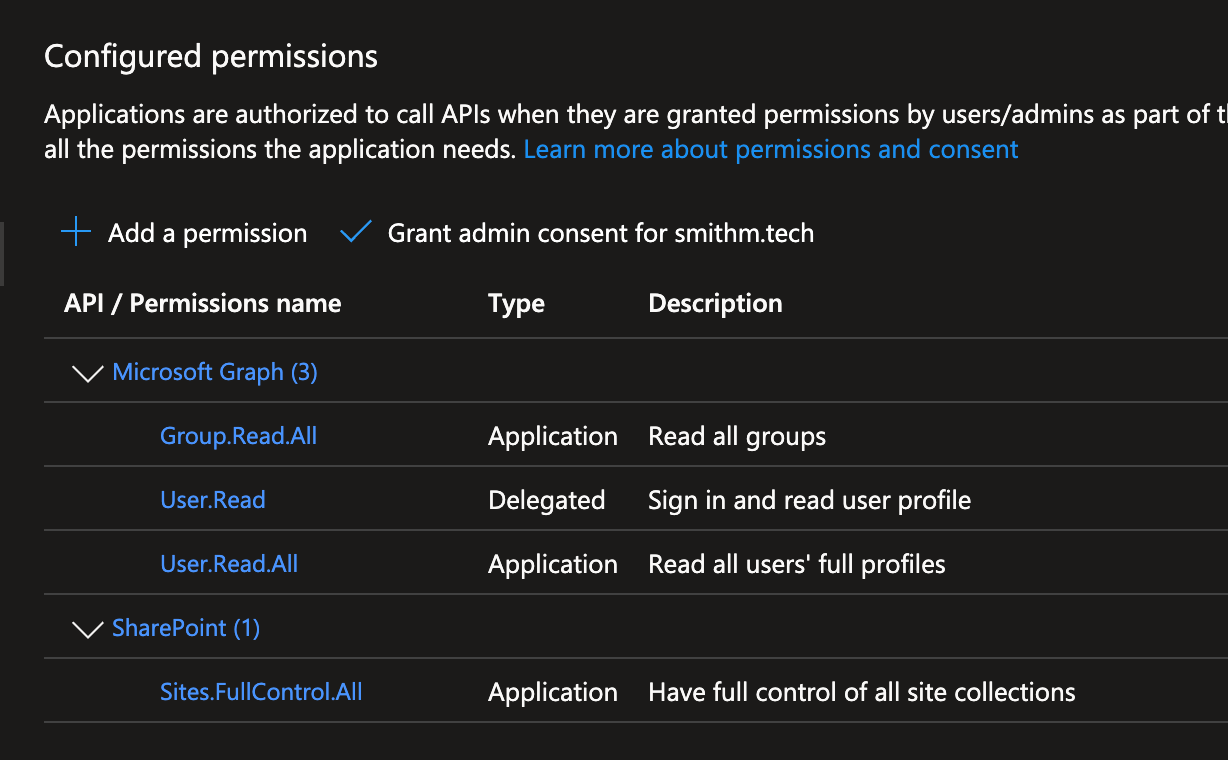 Configured permissions
Applications are authorized to call APIs when they are granted permissions by users/admins as part of
all the permissions the application needs. Learn more about permissions and consent
Add a permission Grant admin consent for smithm.tech
API / Permissions name Type Description
Microsoft Graph (3)
Group.Read.All Application Read all groups
User.Read Delegated Sign in and read user profile
User.Read.All Application Read all users' full profiles
SharePoint (1)
Sites.FullControl.All Application Have full control of all site collections